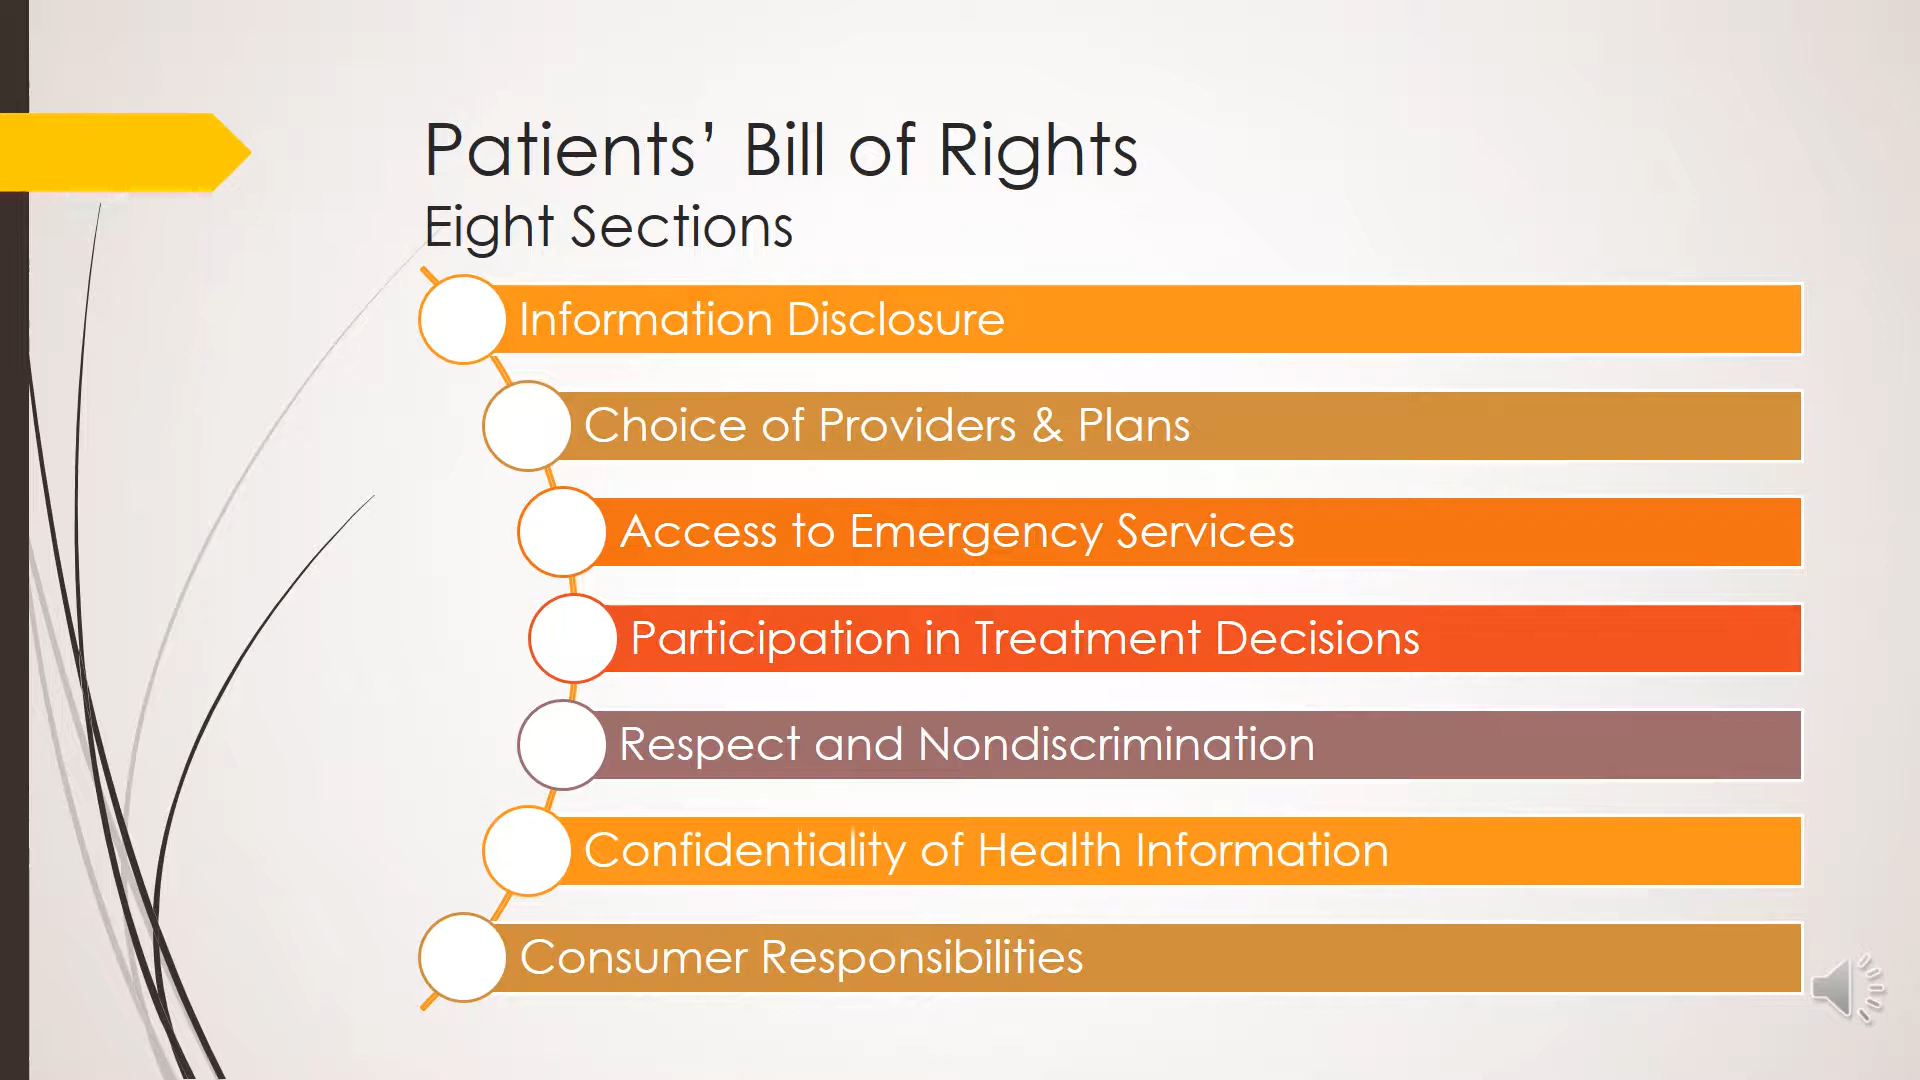 Patients’ Bill of Rights
Eight Sections
Information Disclosure
Choice of Providers & Plans
Access to Emergency Services
Participation in Treatment Decisions
Respect and Nondiscrimination
Confidentiality of Health Information
Consumer Responsibilities